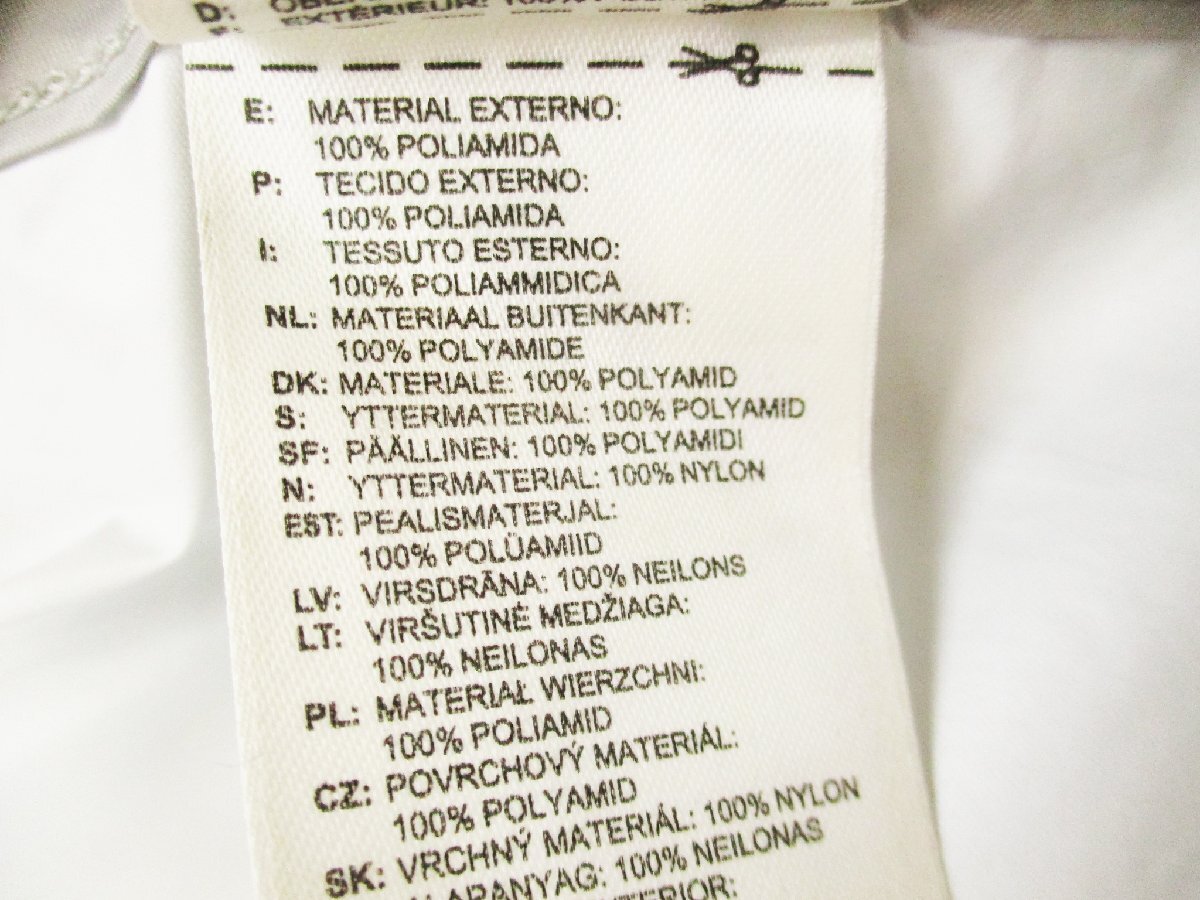 D:
EXTÉRIEUR: 100%
E: MATERIAL EXTERNO:
100% POLIAMIDA
P: TECIDO EXTERNO:
100% POLIAMIDA
I: TESSUTO ESTERNO:
100% POLIAMMIDICA
NL: MATERIAAL BUITENKANT:
100% POLYAMIDE
DK: MATERIALE: 100% POLYAMID
S: YTTERMATERIAL: 100% POLYAMID
SF: PÄÄLLINEN: 100% POLYAMIDI
N: YTTERMATERIAL: 100% NYLON
EST: PEALISMATERJAL:
100% POLÜAMIID
LV: VIRSDRĀNA: 100% NEILONS
LT: VIRŠUTINĖ MEDŽIAGA:
100% NEILONAS
PL: MATERIAŁ WIERZCHNI:
100% POLIAMID
CZ: POVRCHOVÝ MATERIÁL:
100% POLYAMID
SK: VRCHNÝ MATERIÁL: 100% NYLON
100% NEILONAS